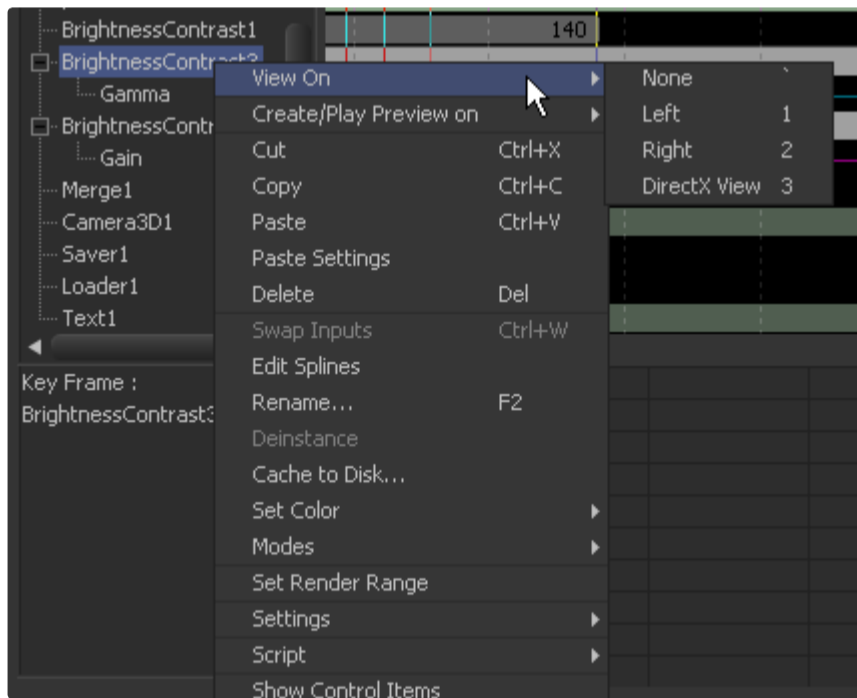 BrightnessContrast1
140
BrightnessContrast3
Gamma
BrightnessContr
Gain
Merge1
Camera3D1
Saver1
Loader1
Text1
Key Frame :
BrightnessContrast3
View On
Create/Play Preview on
Cut Ctrl+X
Copy Ctrl+C
Paste Ctrl+V
Paste Settings
Delete Del
Swap Inputs Ctrl+W
Edit Splines
Rename... F2
Deinstance
Cache to Disk...
Set Color
Modes
Set Render Range
Settings
Script
Show Control Items
None `
Left 1
Right 2
DirectX View 3